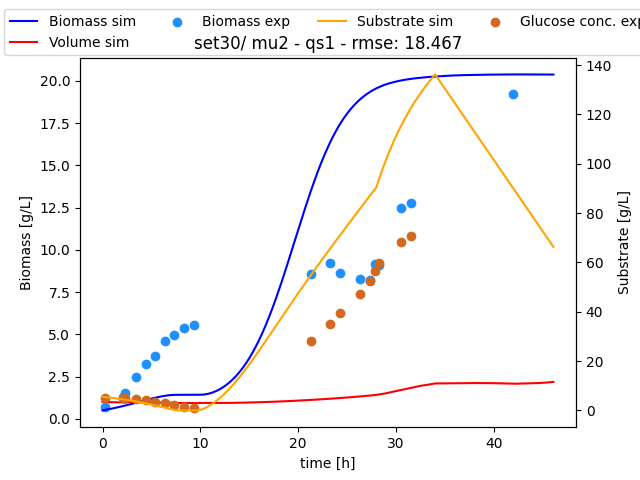 Biomass sim Biomass exp Substrate sim Glucose conc. exp
Volume sim
set30/ mu2 - qs1 - rmse: 18.467
20.0
17.5
15.0
12.5
10.0
7.5
5.0
2.5
0.0
Biomass [g/L]
140
120
100
80
60
40
20
0
Substrate [g/L]
0 10 20 30 40
time [h]